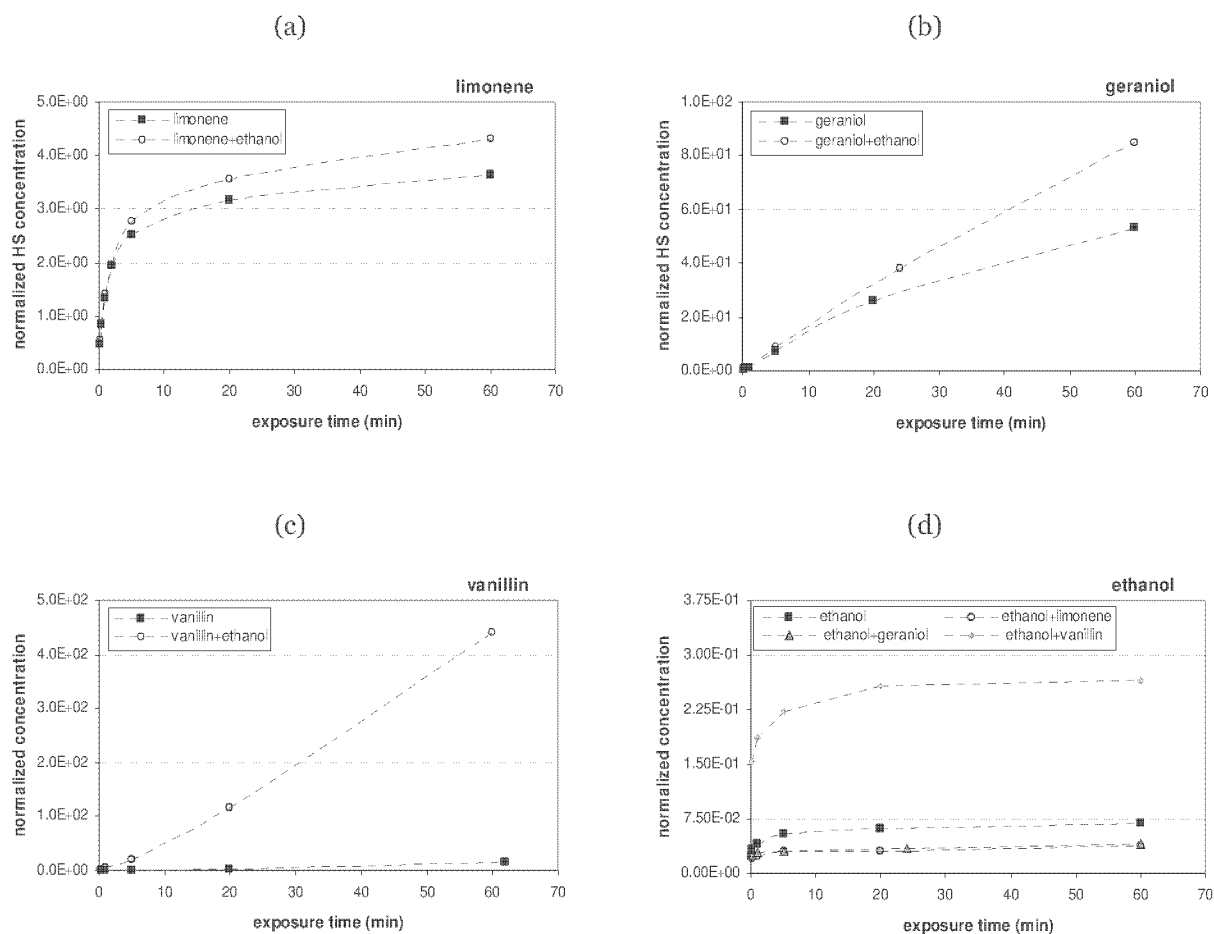 (a)
limonene
normalized HS concentration
5.0E+00
4.0E+00
3.0E+00
2.0E+00
1.0E+00
0.0E+00
limonene
limonene+ethanol
0 10 20 30 40 50 60 70
exposure time (min)
(b)
geraniol
normalized HS concentration
1.0E+02
8.0E+01
6.0E+01
4.0E+01
2.0E+01
0.0E+00
geraniol
geraniol+ethanol
0 10 20 30 40 50 60 70
exposure time (min)
(c)
vanillin
normalized concentration
5.0E+02
4.0E+02
3.0E+02
2.0E+02
1.0E+02
0.0E+00
vanillin
vanillin+ethanol
0 10 20 30 40 50 60 70
exposure time (min)
(d)
ethanol
normalized concentration
3.75E-01
3.00E-01
2.25E-01
1.50E-01
7.50E-02
0.00E+00
ethanol ethanol+limonene
ethanol+geraniol ethanol+vanillin
0 10 20 30 40 50 60 70
exposure time (min)